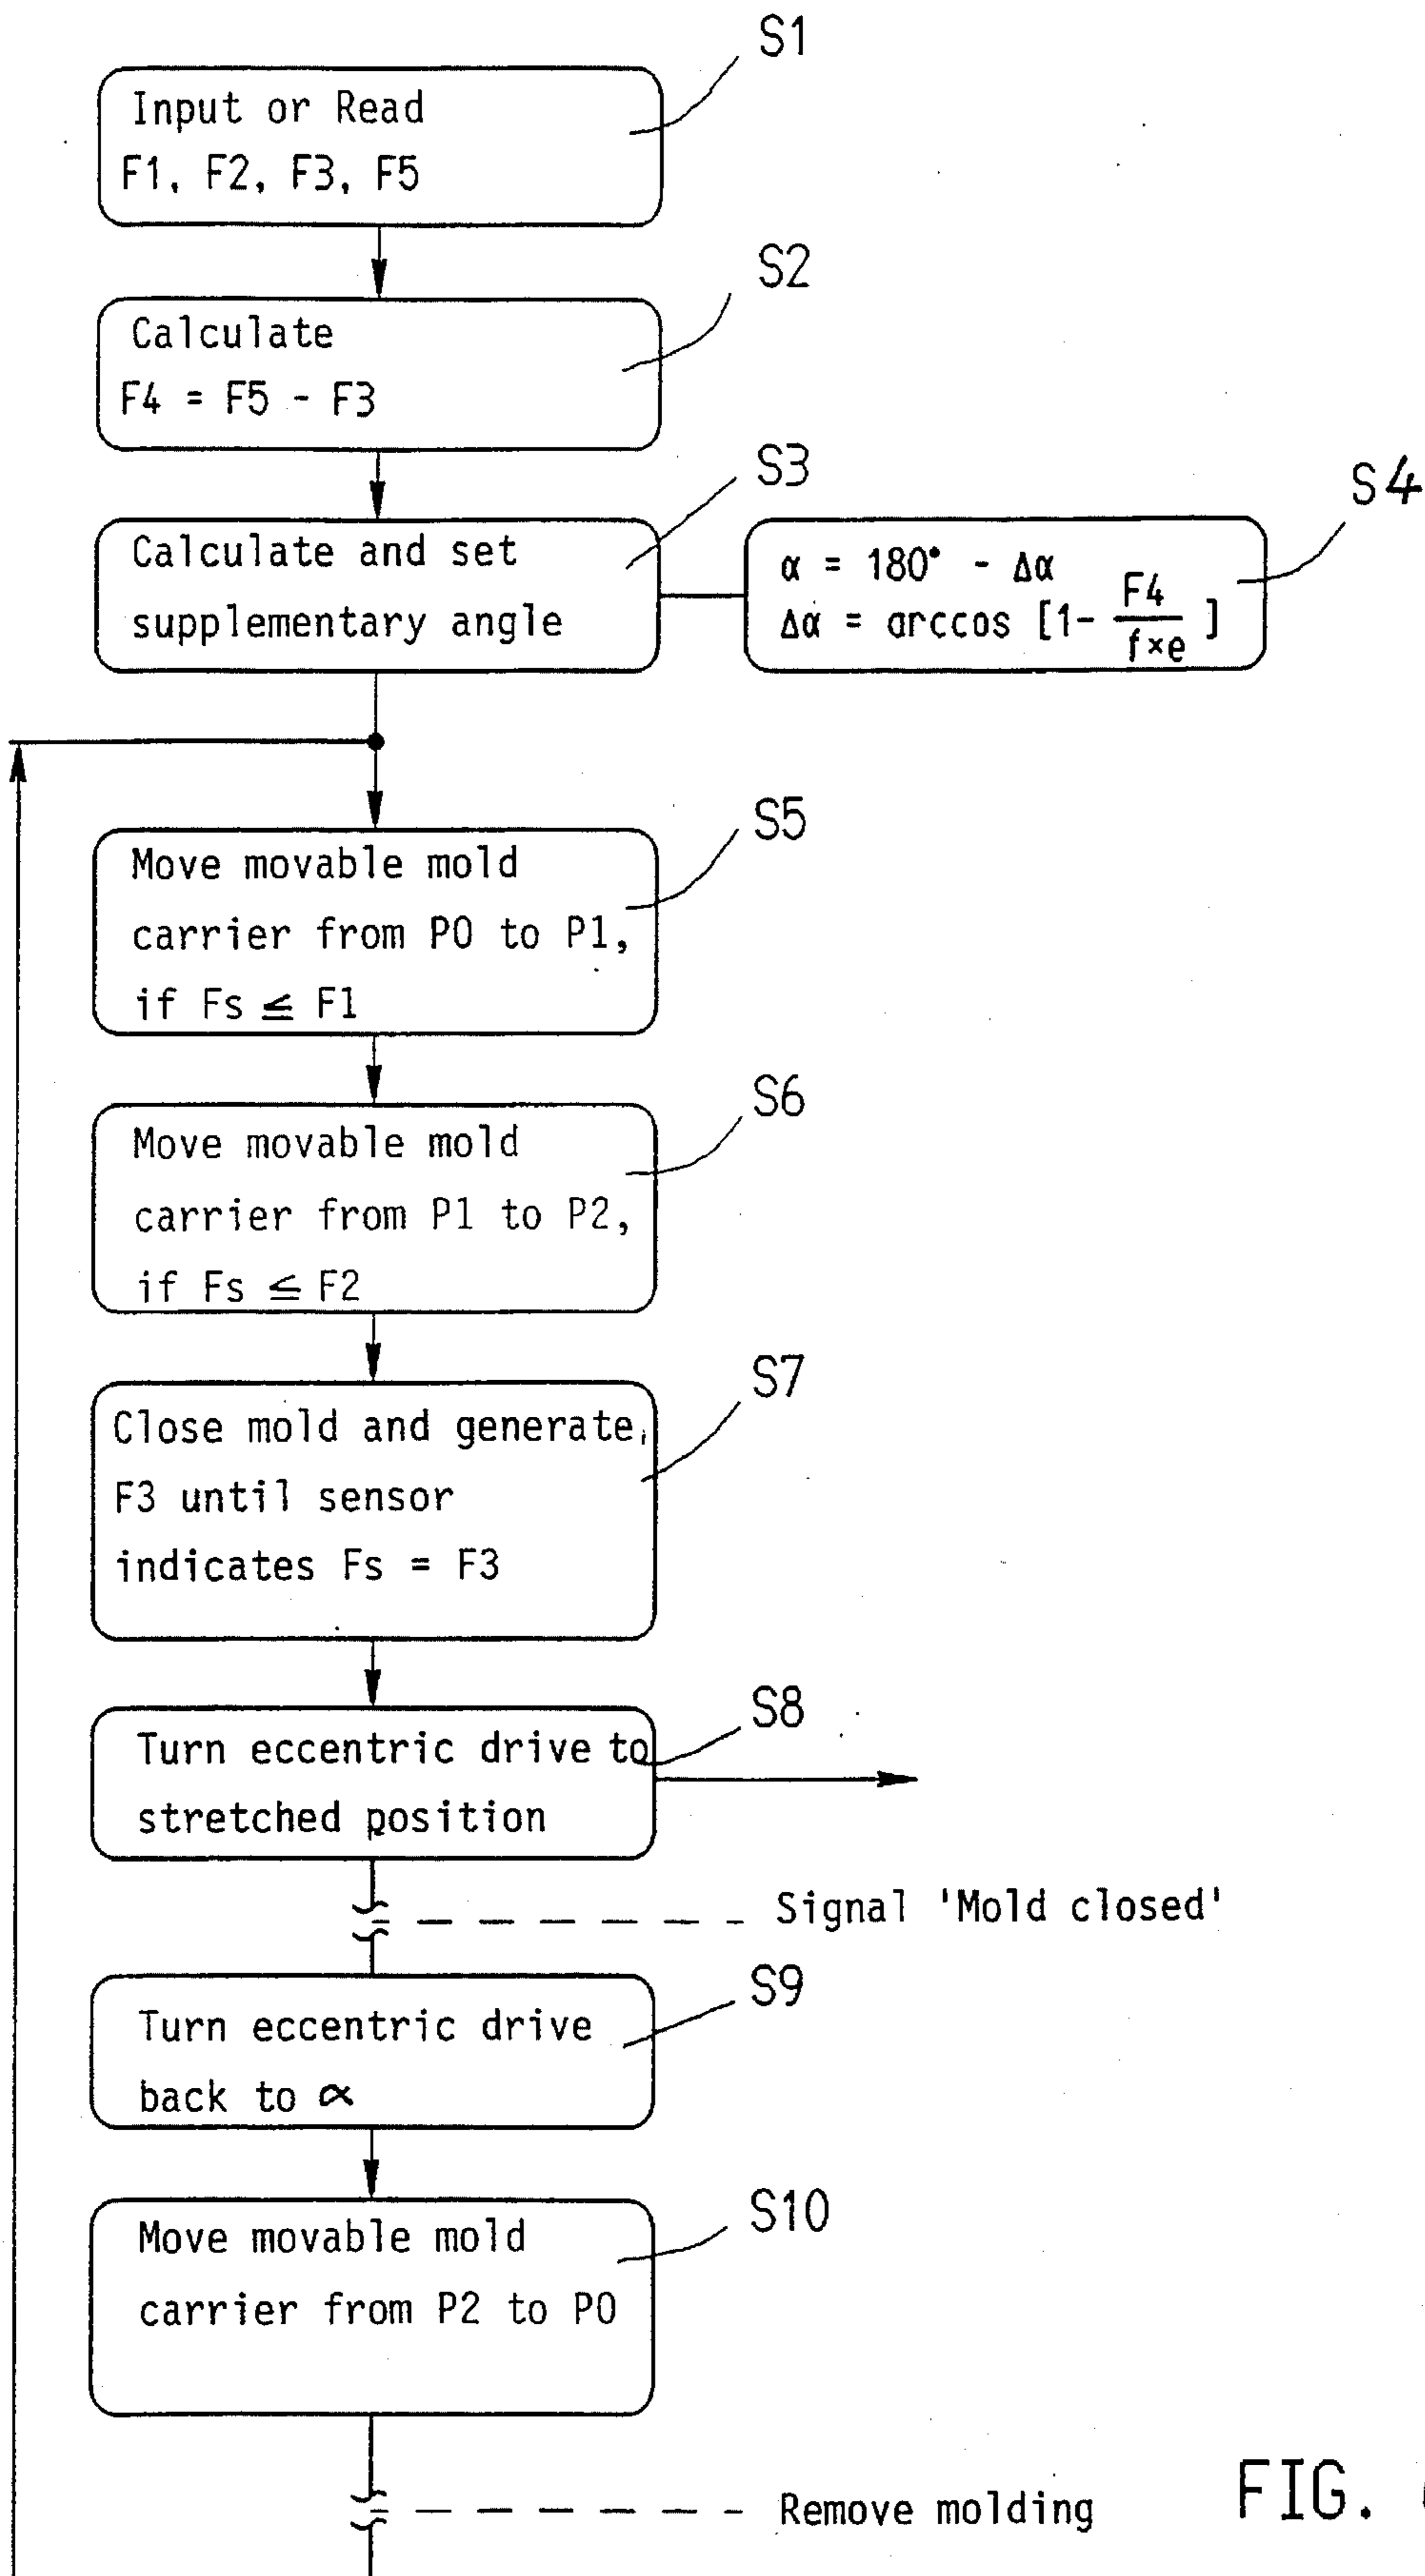 S1
Input or Read
F1, F2, F3, F5
S2
Calculate
F4 = F5 - F3
S3
Calculate and set
supplementary angle
S4
α = 180° - Δα
Δα = arccos [1- F4/f×e ]
S5
Move movable mold
carrier from P0 to P1,
if Fs ≦ F1
S6
Move movable mold
carrier from P1 to P2,
if Fs ≦ F2
S7
Close mold and generate
F3 until sensor
indicates Fs = F3
S8
Turn eccentric drive to
stretched position
Signal 'Mold closed'
S9
Turn eccentric drive
back to α
S10
Move movable mold
carrier from P2 to P0
Remove molding
FIG.